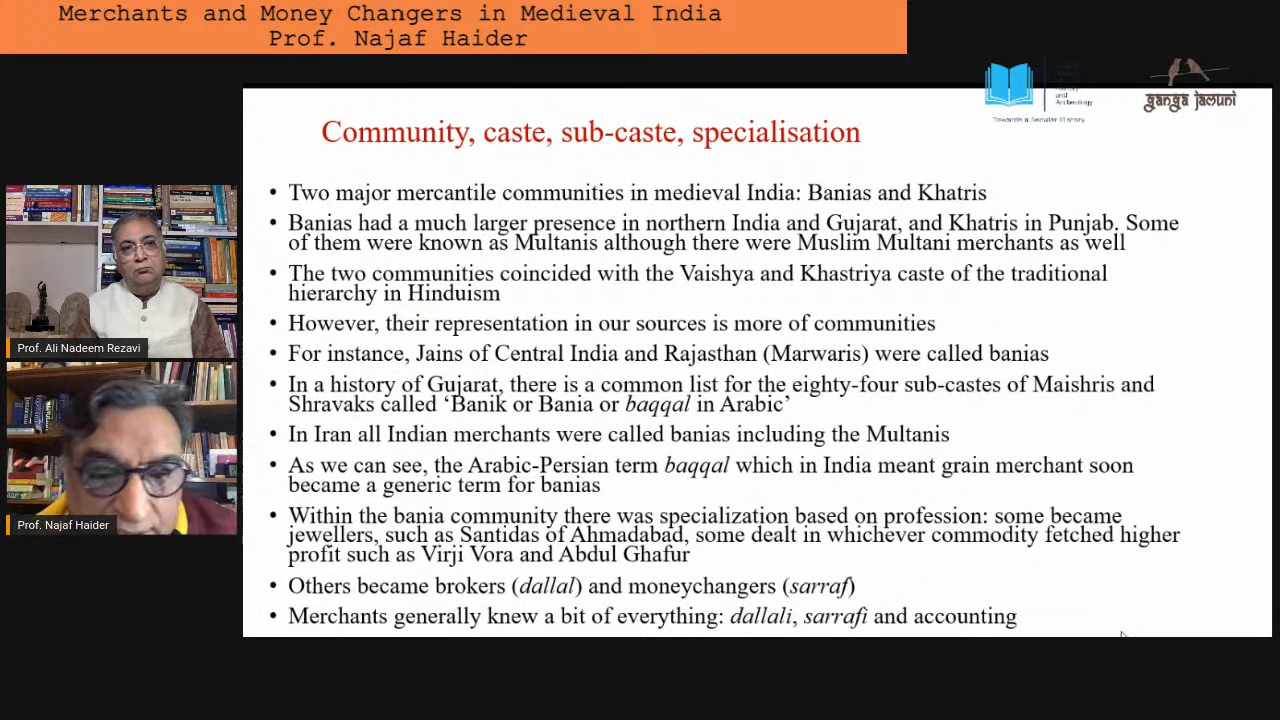 Merchants and Money Changers in Medieval India
Prof. Najaf Haider
and
Archaeology
Towards a Secular History
ganga jamuni
Community, caste, sub-caste, specialisation
• Two major mercantile communities in medieval India: Banias and Khatris
• Banias had a much larger presence in northern India and Gujarat, and Khatris in Punjab. Some
of them were known as Multanis although there were Muslim Multani merchants as well
• The two communities coincided with the Vaishya and Khastriya caste of the traditional
hierarchy in Hinduism
• However, their representation in our sources is more of communities
• For instance, Jains of Central India and Rajasthan (Marwaris) were called banias
• In a history of Gujarat, there is a common list for the eighty-four sub-castes of Maishris and
Shravaks called ‘Banik or Bania or baqqal in Arabic’
• In Iran all Indian merchants were called banias including the Multanis
• As we can see, the Arabic-Persian term baqqal which in India meant grain merchant soon
became a generic term for banias
• Within the bania community there was specialization based on profession: some became
jewellers, such as Santidas of Ahmadabad, some dealt in whichever commodity fetched higher
profit such as Virji Vora and Abdul Ghafur
• Others became brokers (dallal) and moneychangers (sarraf)
• Merchants generally knew a bit of everything: dallali, sarrafi and accounting
Prof. Ali Nadeem Rezavi
Prof. Najaf Haider